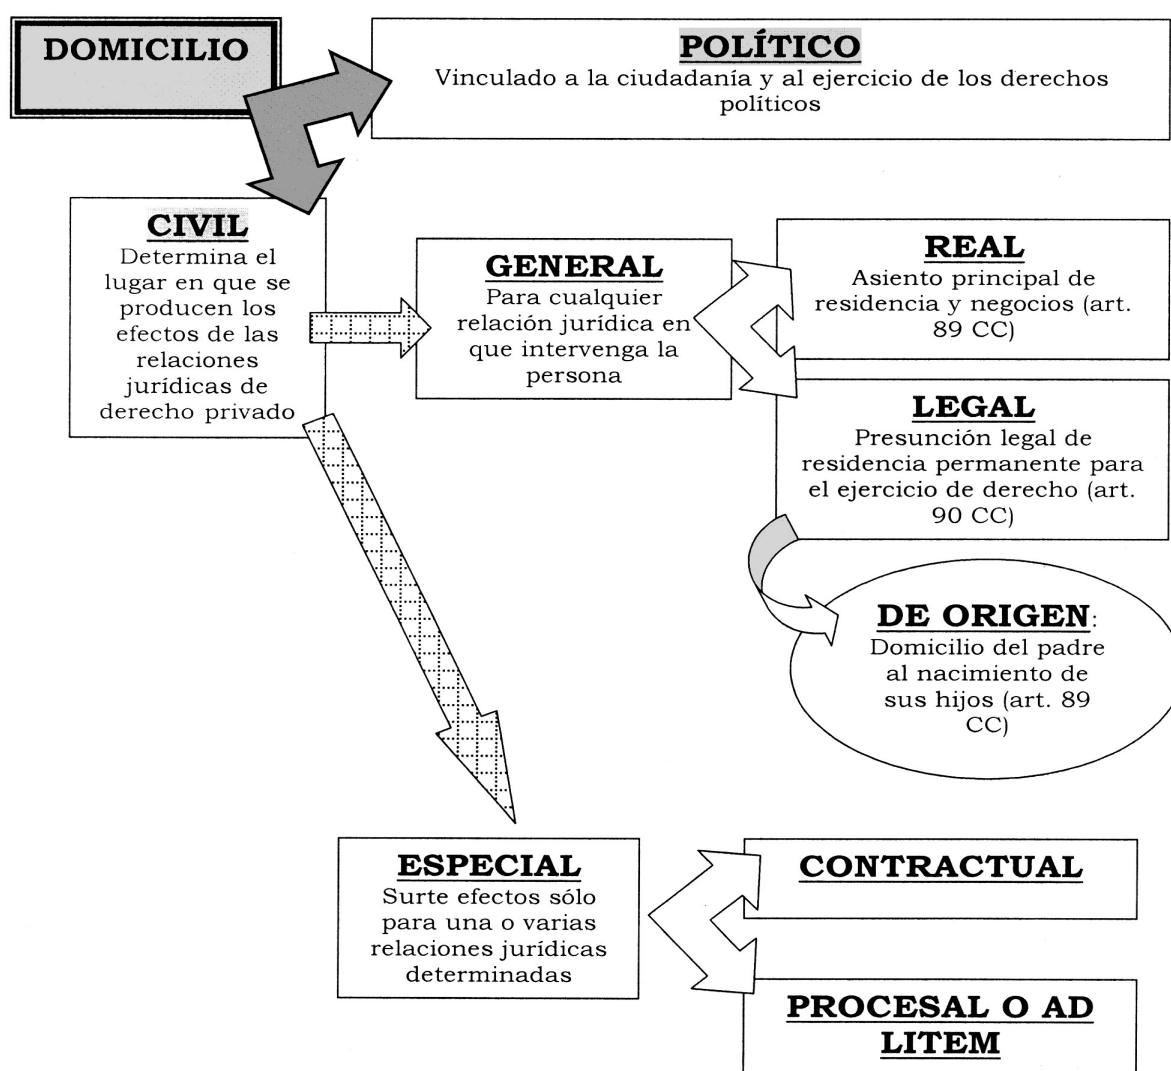 DOMICILIO
POLÍTICO
Vinculado a la ciudadanía y al ejercicio de los derechos
políticos
CIVIL
Determina el
lugar en que se
producen los
efectos de las
relaciones
jurídicas de
derecho privado
GENERAL
Para cualquier
relación jurídica en
que intervenga la
persona
REAL
Asiento principal de
residencia y negocios (art.
89 CC)
LEGAL
Presunción legal de
residencia permanente para
el ejercicio de derecho (art.
90 CC)
DE ORIGEN:
Domicilio del padre
al nacimiento de
sus hijos (art. 89
CC)
ESPECIAL
Surte efectos sólo
para una o varias
relaciones jurídicas
determinadas
CONTRACTUAL
PROCESAL O AD
LITEM